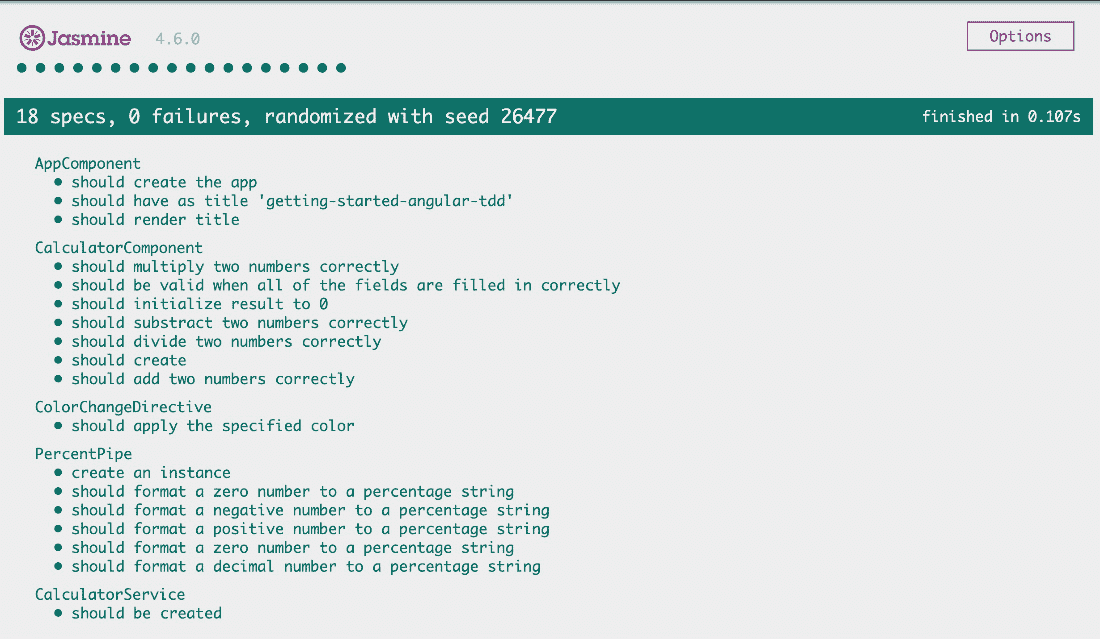 Jasmine 4.6.0
Options
18 specs, 0 failures, randomized with seed 26477
finished in 0.107s
AppComponent
• should create the app
• should have as title 'getting-started-angular-tdd'
• should render title
CalculatorComponent
• should multiply two numbers correctly
• should be valid when all of the fields are filled in correctly
• should initialize result to 0
• should substract two numbers correctly
• should divide two numbers correctly
• should create
• should add two numbers correctly
ColorChangeDirective
• should apply the specified color
PercentPipe
• create an instance
• should format a zero number to a percentage string
• should format a negative number to a percentage string
• should format a positive number to a percentage string
• should format a zero number to a percentage string
• should format a decimal number to a percentage string
CalculatorService
• should be created